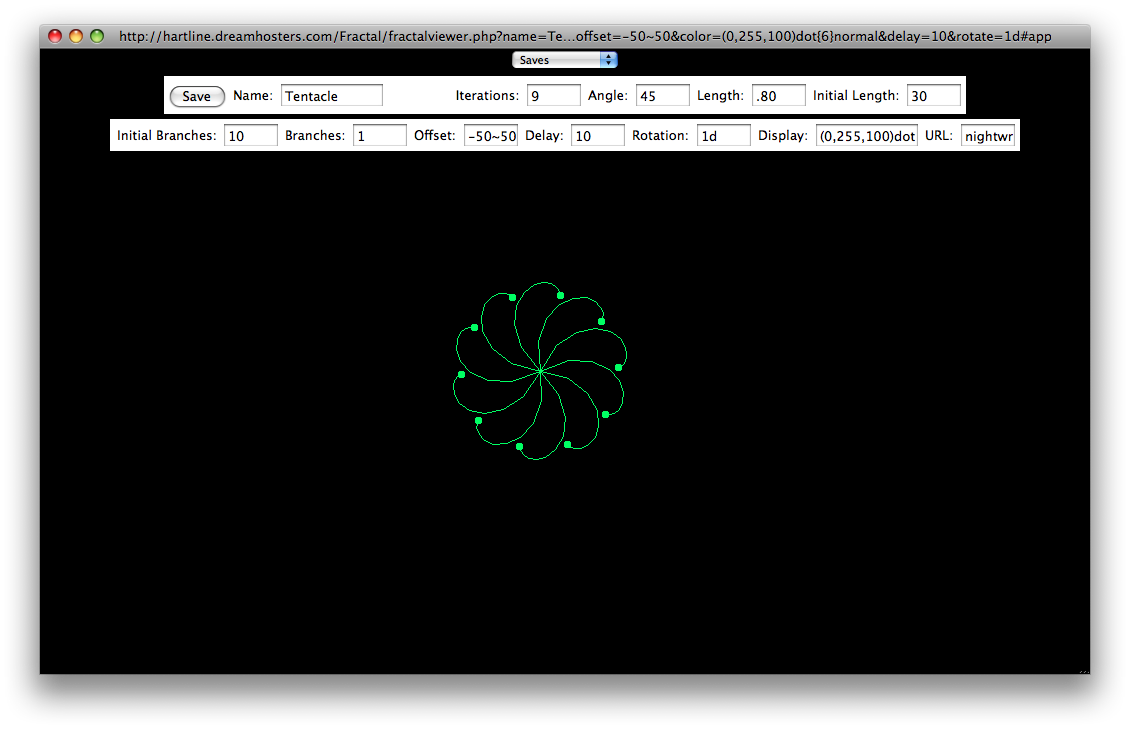 http://hartline.dreamhosters.com/Fractal/fractalviewer.php?name=Te...offset=-50~50&color=(0,255,100)dot{6}normal&delay=10&rotate=1d#app
Saves
Save Name: Tentacle Iterations: 9 Angle: 45 Length: .80 Initial Length: 30
Initial Branches: 10 Branches: 1 Offset: -50~50 Delay: 10 Rotation: 1d Display: (0,255,100)dot URL: nightwr